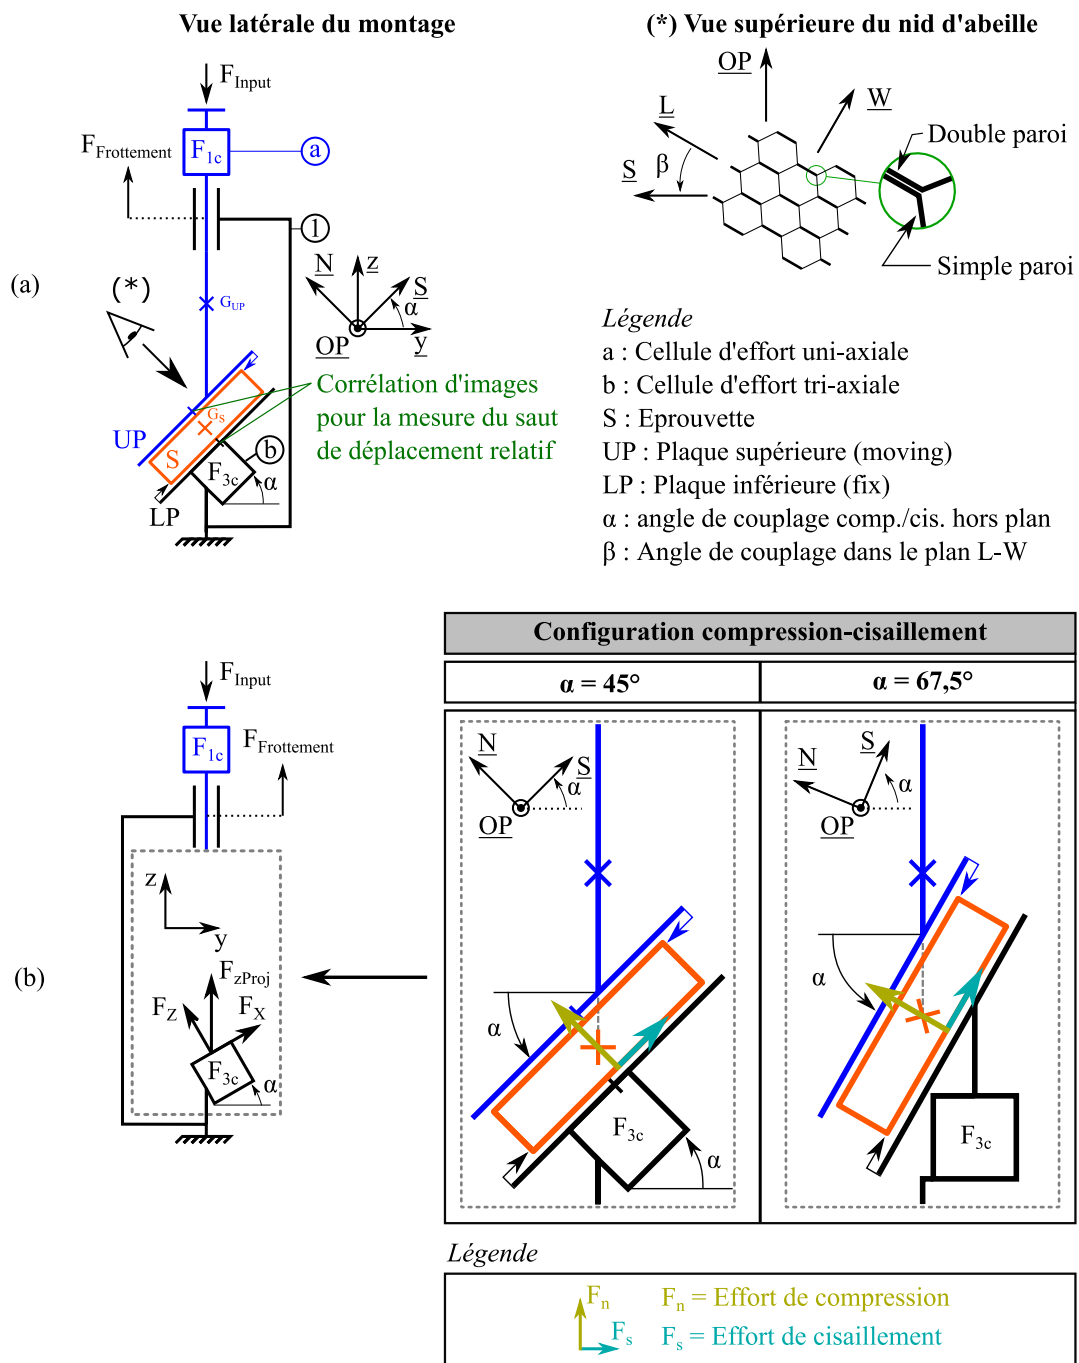 Vue latérale du montage
(*) Vue supérieure du nid d'abeille
F_Input
F_Frottement
F_1c
a
1
(*)
G_UP
N
z
S
α
OP
y
Corrélation d'images
pour la mesure du saut
de déplacement relatif
G_S
UP
S
b
F_3c
α
LP
(a)
OP
L
W
β
S
Double paroi
Simple paroi
Légende
a : Cellule d'effort uni-axiale
b : Cellule d'effort tri-axiale
S : Eprouvette
UP : Plaque supérieure (moving)
LP : Plaque inférieure (fix)
α : angle de couplage comp./cis. hors plan
β : Angle de couplage dans le plan L-W
Configuration compression-cisaillement
α = 45°
α = 67,5°
F_Input
F_1c
F_Frottement
z
y
F_zProj
F_Z
F_X
F_3c
α
(b)
N
S
α
OP
α
F_3c
α
N
S
α
OP
α
F_3c
Légende
F_n
F_s
F_n = Effort de compression
F_s = Effort de cisaillement